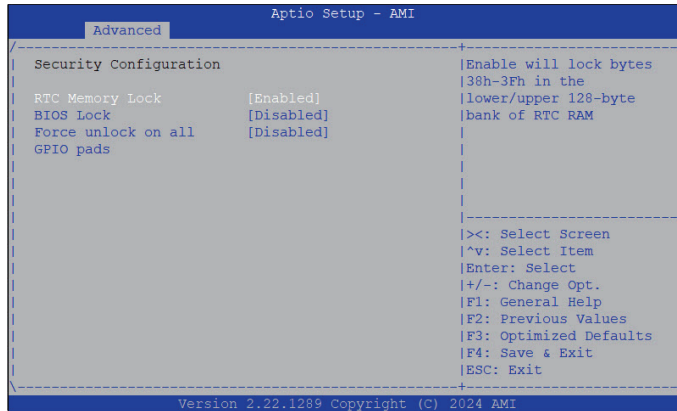 Aptio Setup - AMI
Advanced
Security Configuration
RTC Memory Lock [Enabled]
BIOS Lock [Disabled]
Force unlock on all [Disabled]
GPIO pads
Enable will lock bytes
38h-3Fh in the
lower/upper 128-byte
bank of RTC RAM
><: Select Screen
^v: Select Item
Enter: Select
+/-: Change Opt.
F1: General Help
F2: Previous Values
F3: Optimized Defaults
F4: Save & Exit
ESC: Exit
Version 2.22.1289 Copyright (C) 2024 AMI